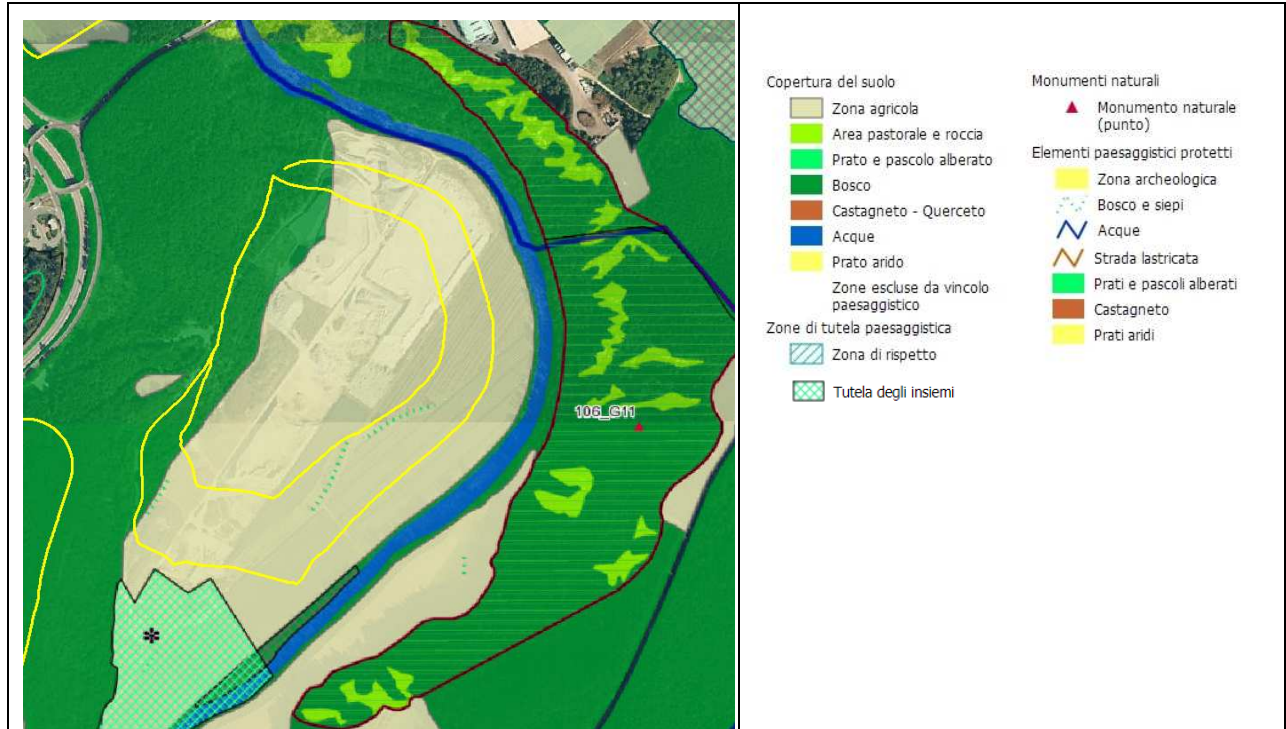 106_G11
*
Copertura del suolo
Zona agricola
Area pastorale e roccia
Prato e pascolo alberato
Bosco
Castagneto - Querceto
Acque
Prato arido
Zone escluse da vincolo
paesaggistico
Zone di tutela paesaggistica
Zona di rispetto
Tutela degli insiemi
Monumenti naturali
Monumento naturale
(punto)
Elementi paesaggistici protetti
Zona archeologica
Bosco e siepi
Acque
Strada lastricata
Prati e pascoli alberati
Castagneto
Prati aridi